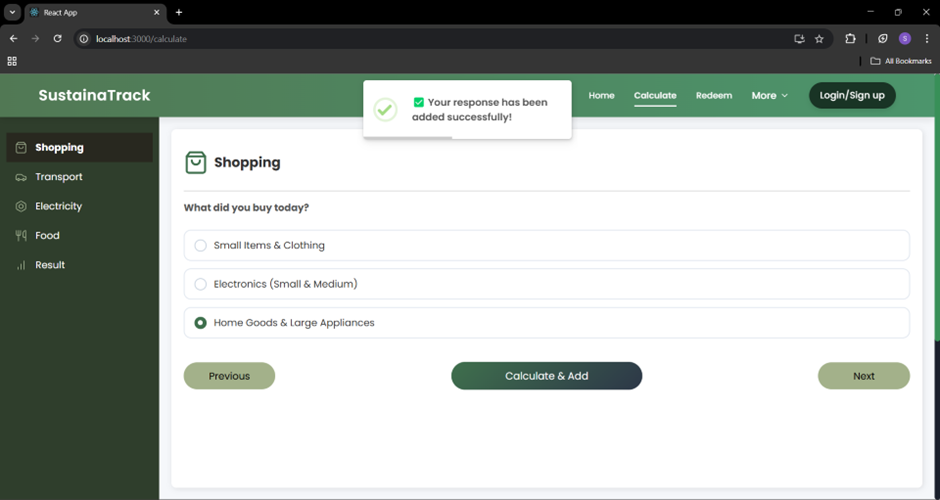 React App
localhost:3000/calculate
S
All Bookmarks
SustainaTrack
Home
Calculate
Redeem
More
Login/Sign up
✅ Your response has been
added successfully!
Shopping
Transport
Electricity
Food
Result
Shopping
What did you buy today?
Small Items & Clothing
Electronics (Small & Medium)
Home Goods & Large Appliances
Previous
Calculate & Add
Next